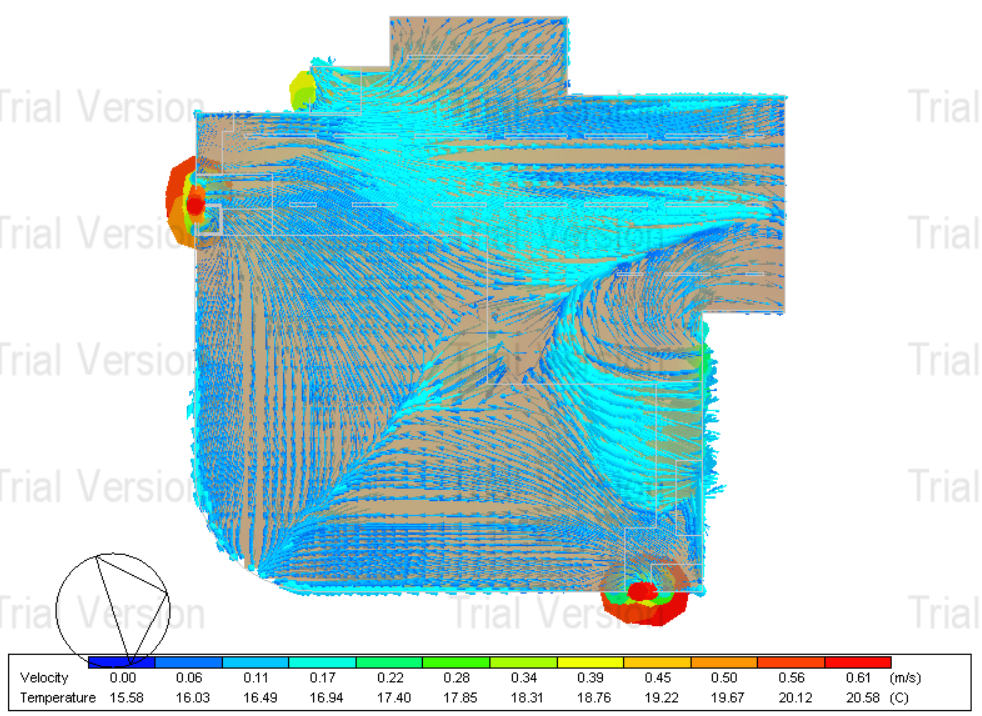 Trial Version Trial
Trial Version Trial
Trial Version Trial
Trial Version Trial
Trial Version Trial Version Trial
Velocity 0.00 0.06 0.11 0.17 0.22 0.28 0.34 0.39 0.45 0.50 0.56 0.61 (m/s)
Temperature 15.58 16.03 16.49 16.94 17.40 17.85 18.31 18.76 19.22 19.67 20.12 20.58 (C)